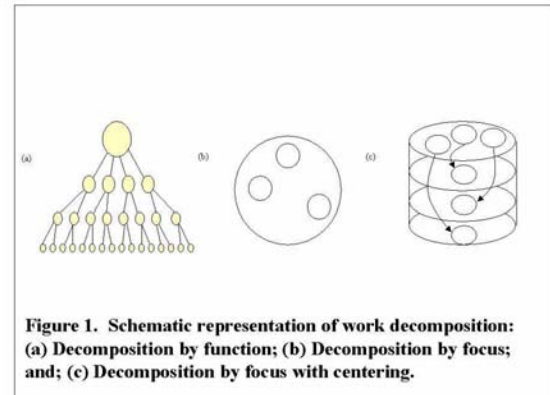 (a)
(b)
(c)
Figure 1.  Schematic representation of work decomposition:
(a) Decomposition by function; (b) Decomposition by focus;
and; (c) Decomposition by focus with centering.